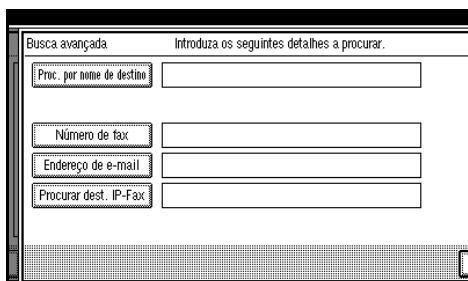 Busca avançada Introduza os seguintes detalhes a procurar.
Proc. por nome de destino
Número de fax
Endereço de e-mail
Procurar dest. IP-Fax